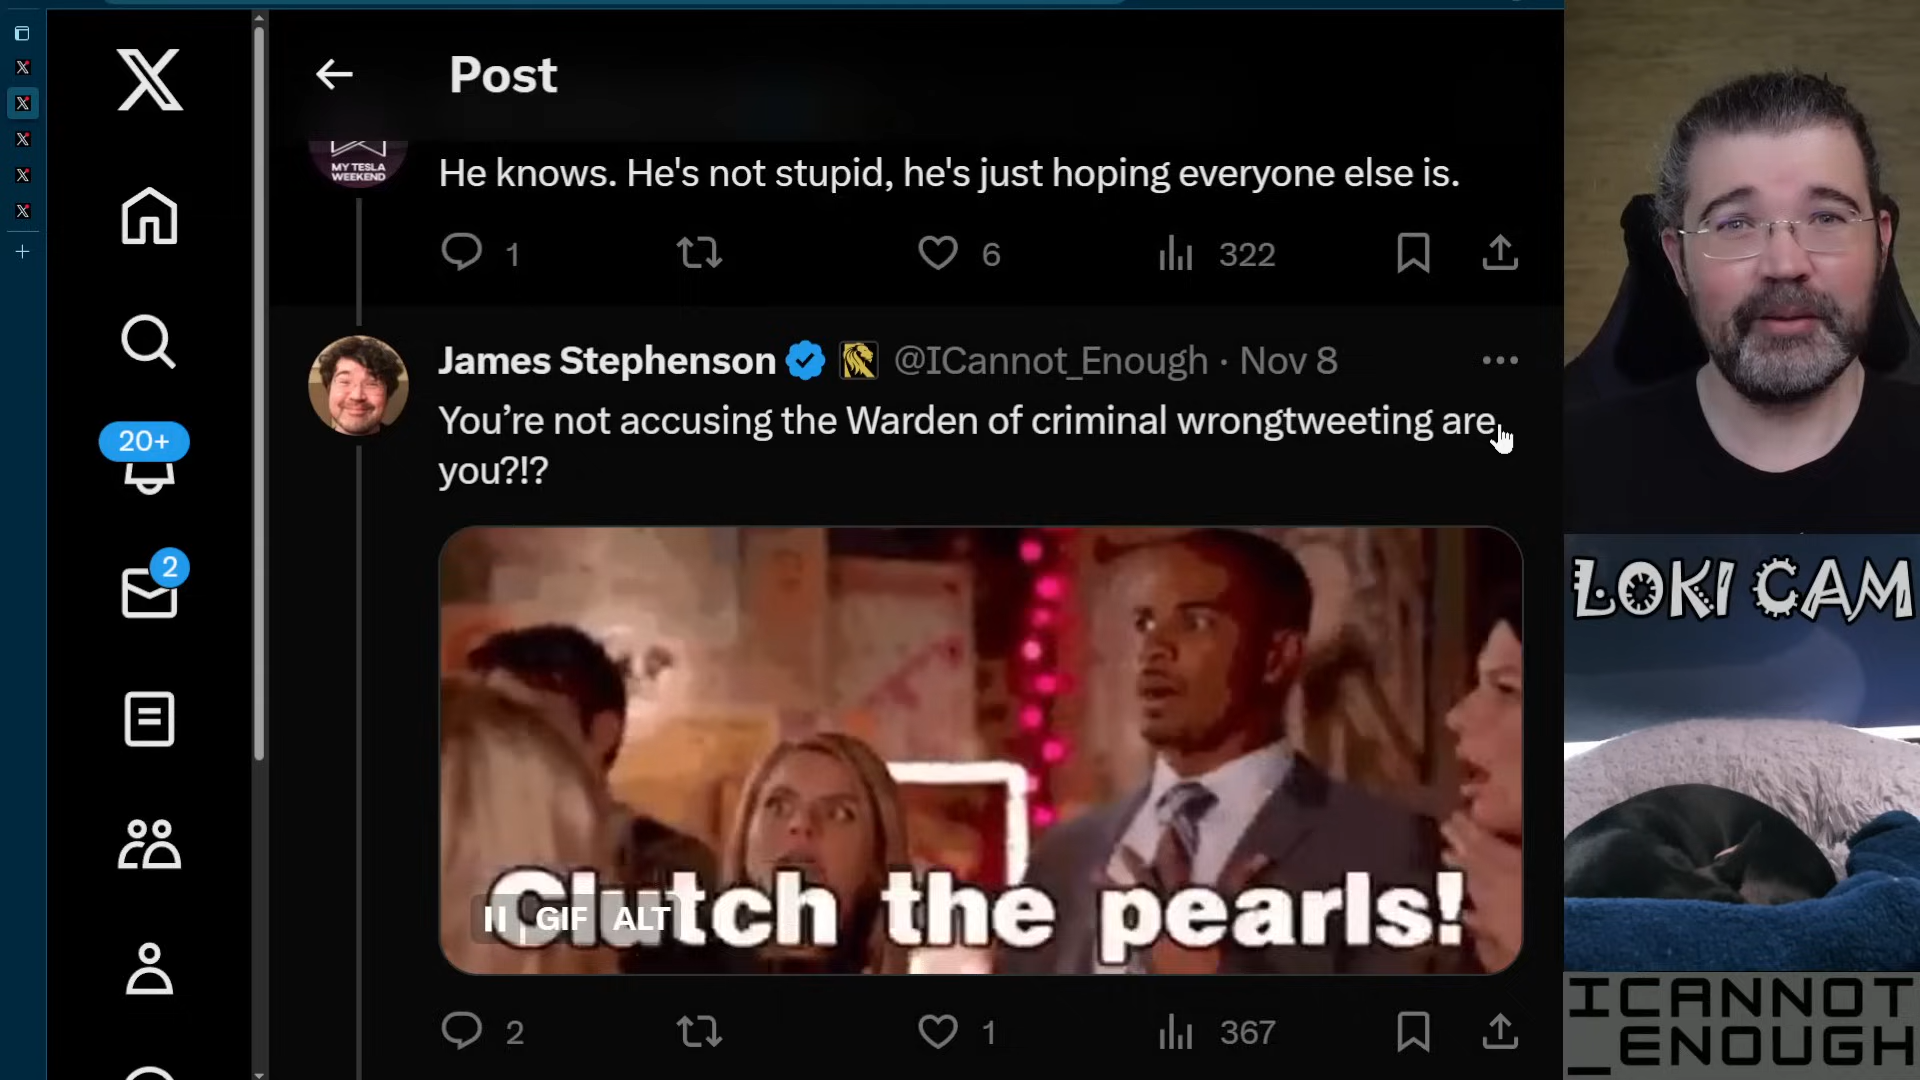 Post
MY TESLA
WEEKEND
He knows. He's not stupid, he's just hoping everyone else is.
1
6
322
James Stephenson @ICannot_Enough · Nov 8
You’re not accusing the Warden of criminal wrongtweeting are
you?!?
20+
2
Clutch the pearls!
GIF ALT
2
1
367
LOKI CAM
ICANNOT
_ENOUGH